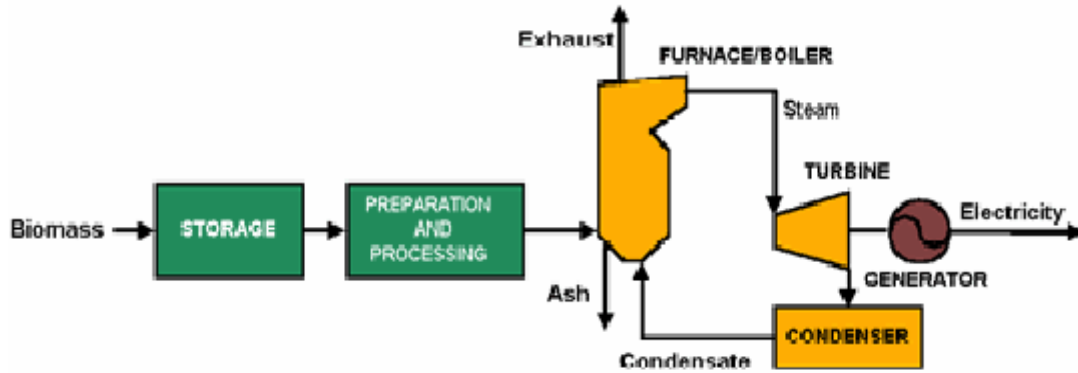 Exhaust
FURNACE/BOILER
Steam
TURBINE
Biomass
STORAGE
PREPARATION
AND
PROCESSING
Electricity
GENERATOR
Ash
CONDENSER
Condensate